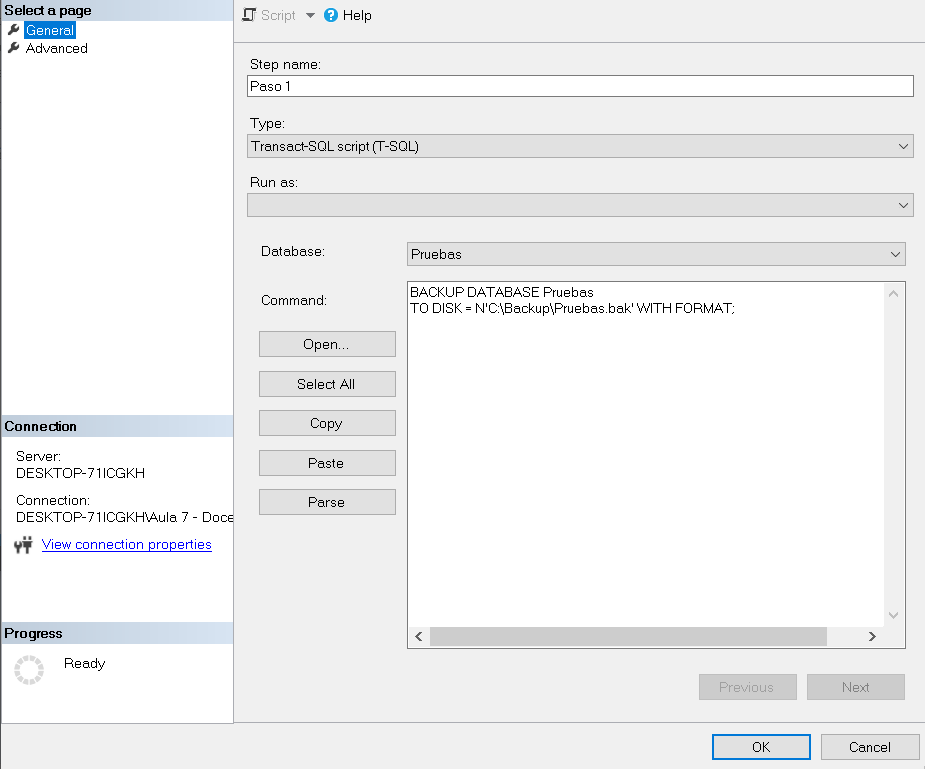 Select a page
General
Advanced
Script
Help
Step name:
Paso 1
Type:
Transact-SQL script (T-SQL)
Run as:
Database:
Pruebas
Command:
BACKUP DATABASE Pruebas
TO DISK = N'C:\Backup\Pruebas.bak' WITH FORMAT;
Open...
Select All
Copy
Paste
Parse
Connection
Server:
DESKTOP-71ICGKH
Connection:
DESKTOP-71ICGKH\Aula 7 - Doce
View connection properties
Progress
Ready
Previous
Next
OK
Cancel